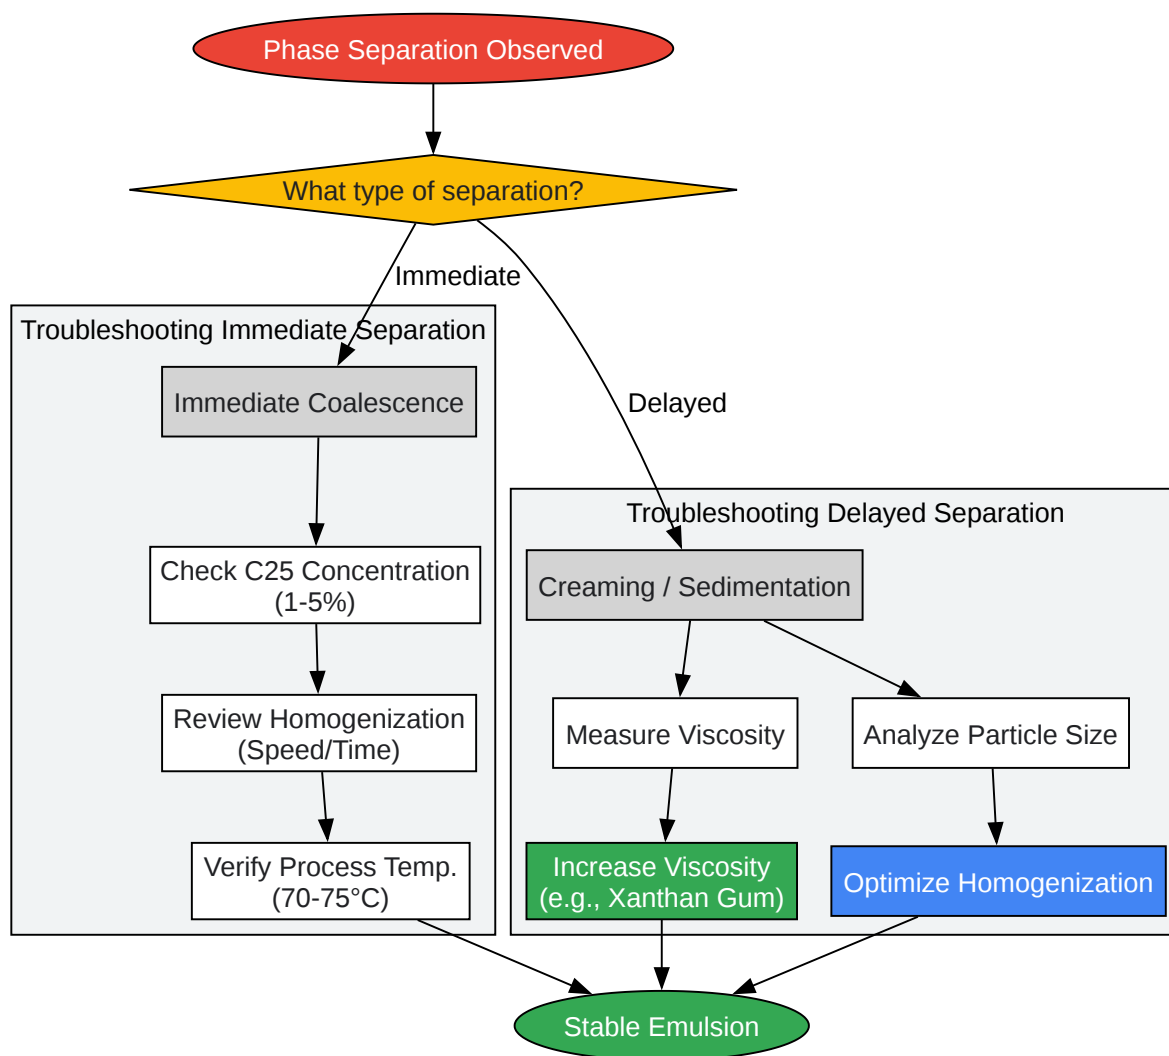 Phase Separation Observed
What type of separation?
Immediate
Troubleshooting Immediate Separation
Immediate Coalescence
Check C25 Concentration
(1-5%)
Review Homogenization
(Speed/Time)
Verify Process Temp.
(70-75°C)
Delayed
Troubleshooting Delayed Separation
Creaming / Sedimentation
Measure Viscosity
Analyze Particle Size
Increase Viscosity
(e.g., Xanthan Gum)
Optimize Homogenization
Stable Emulsion